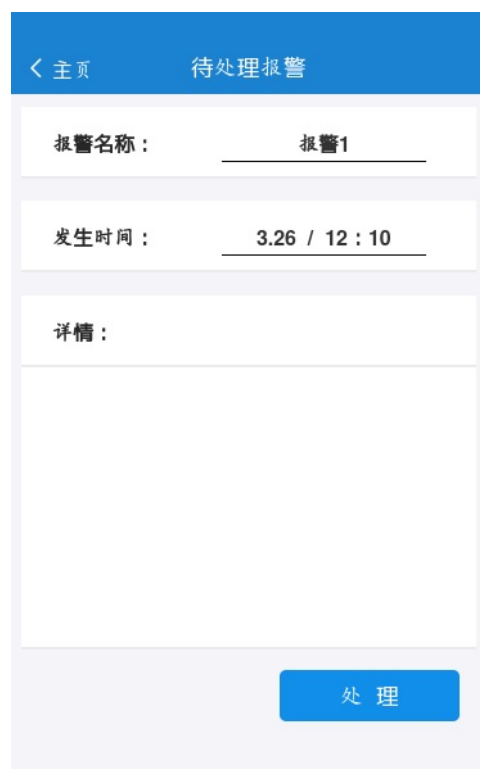 主页 待处理报警
报警名称： 报警1
发生时间： 3.26 / 12：10
详情：
处 理